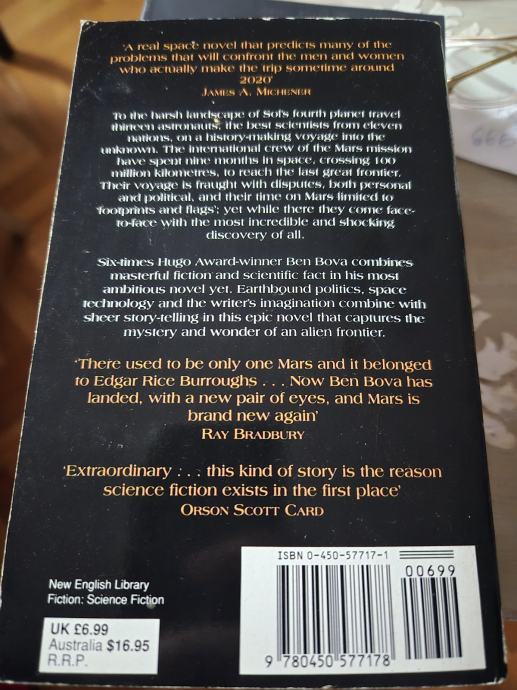 'A real space novel that predicts many of the
problems that will confront the men and women
who actually make the trip sometime around
2020'
JAMES A. MICHENER
To the harsh landscape of Sol's fourth planet travel
thirteen astronauts, the best scientists from eleven
nations, on a history-making voyage into the
unknown. The international crew of the Mars mission
have spent nine months in space, crossing 100
million kilometres, to reach the last great frontier.
Their voyage is fraught with disputes, both personal
and political, and their time on Mars limited to
'footprints and flags'; yet while there they come face-
to-face with the most incredible and shocking
discovery of all.
Six-times Hugo Award-winner Ben Bova combines
masterful fiction and scientific fact in his most
ambitious novel yet. Earthbound politics, space
technology and the writer's imagination combine with
sheer story-telling in this epic novel that captures the
mystery and wonder of an alien frontier.
'There used to be only one Mars and it belonged
to Edgar Rice Burroughs . . . Now Ben Bova has
landed, with a new pair of eyes, and Mars is
brand new again'
RAY BRADBURY
'Extraordinary . . . this kind of story is the reason
science fiction exists in the first place'
ORSON SCOTT CARD
New English Library
Fiction: Science Fiction
UK £6.99
Australia $16.95
R.R.P.
ISBN 0-450-57717-1
00699
9 780450 577178